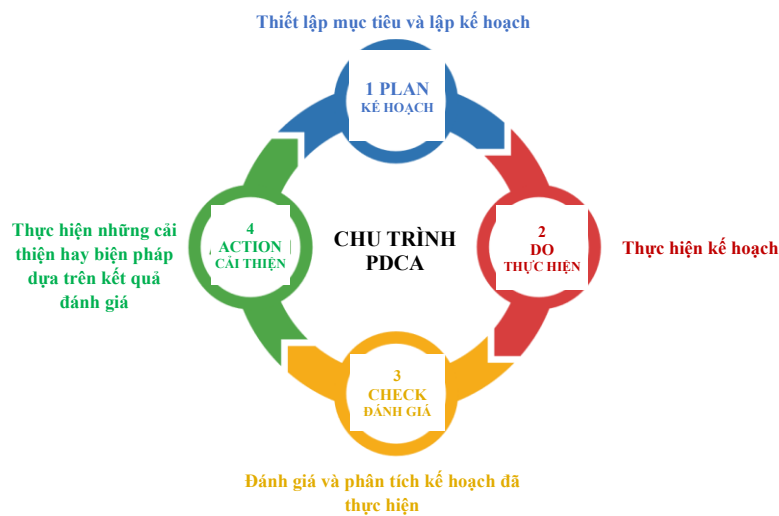 Thiết lập mục tiêu và lập kế hoạch
1 PLAN
KẾ HOẠCH
2
DO
THỰC HIỆN
Thực hiện kế hoạch
3
CHECK
ĐÁNH GIÁ
Đánh giá và phân tích kế hoạch đã
thực hiện
4
ACTION
CẢI THIỆN
Thực hiện những cải
thiện hay biện pháp
dựa trên kết quả
đánh giá
CHU TRÌNH
PDCA